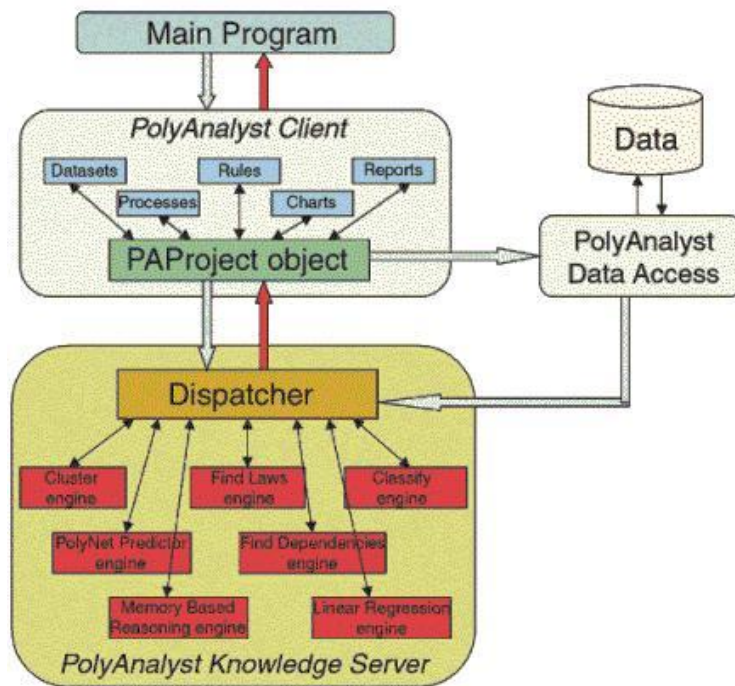 Main Program
PolyAnalyst Client
Datasets
Rules
Reports
Processes
Charts
PAProject object
Data
PolyAnalyst
Data Access
Dispatcher
Cluster
engine
Find Laws
engine
Classify
engine
PolyNet Predictor
engine
Find Dependancies
engine
Memory Based
Reasoning engine
Linear Regression
engine
PolyAnalyst Knowledge Server